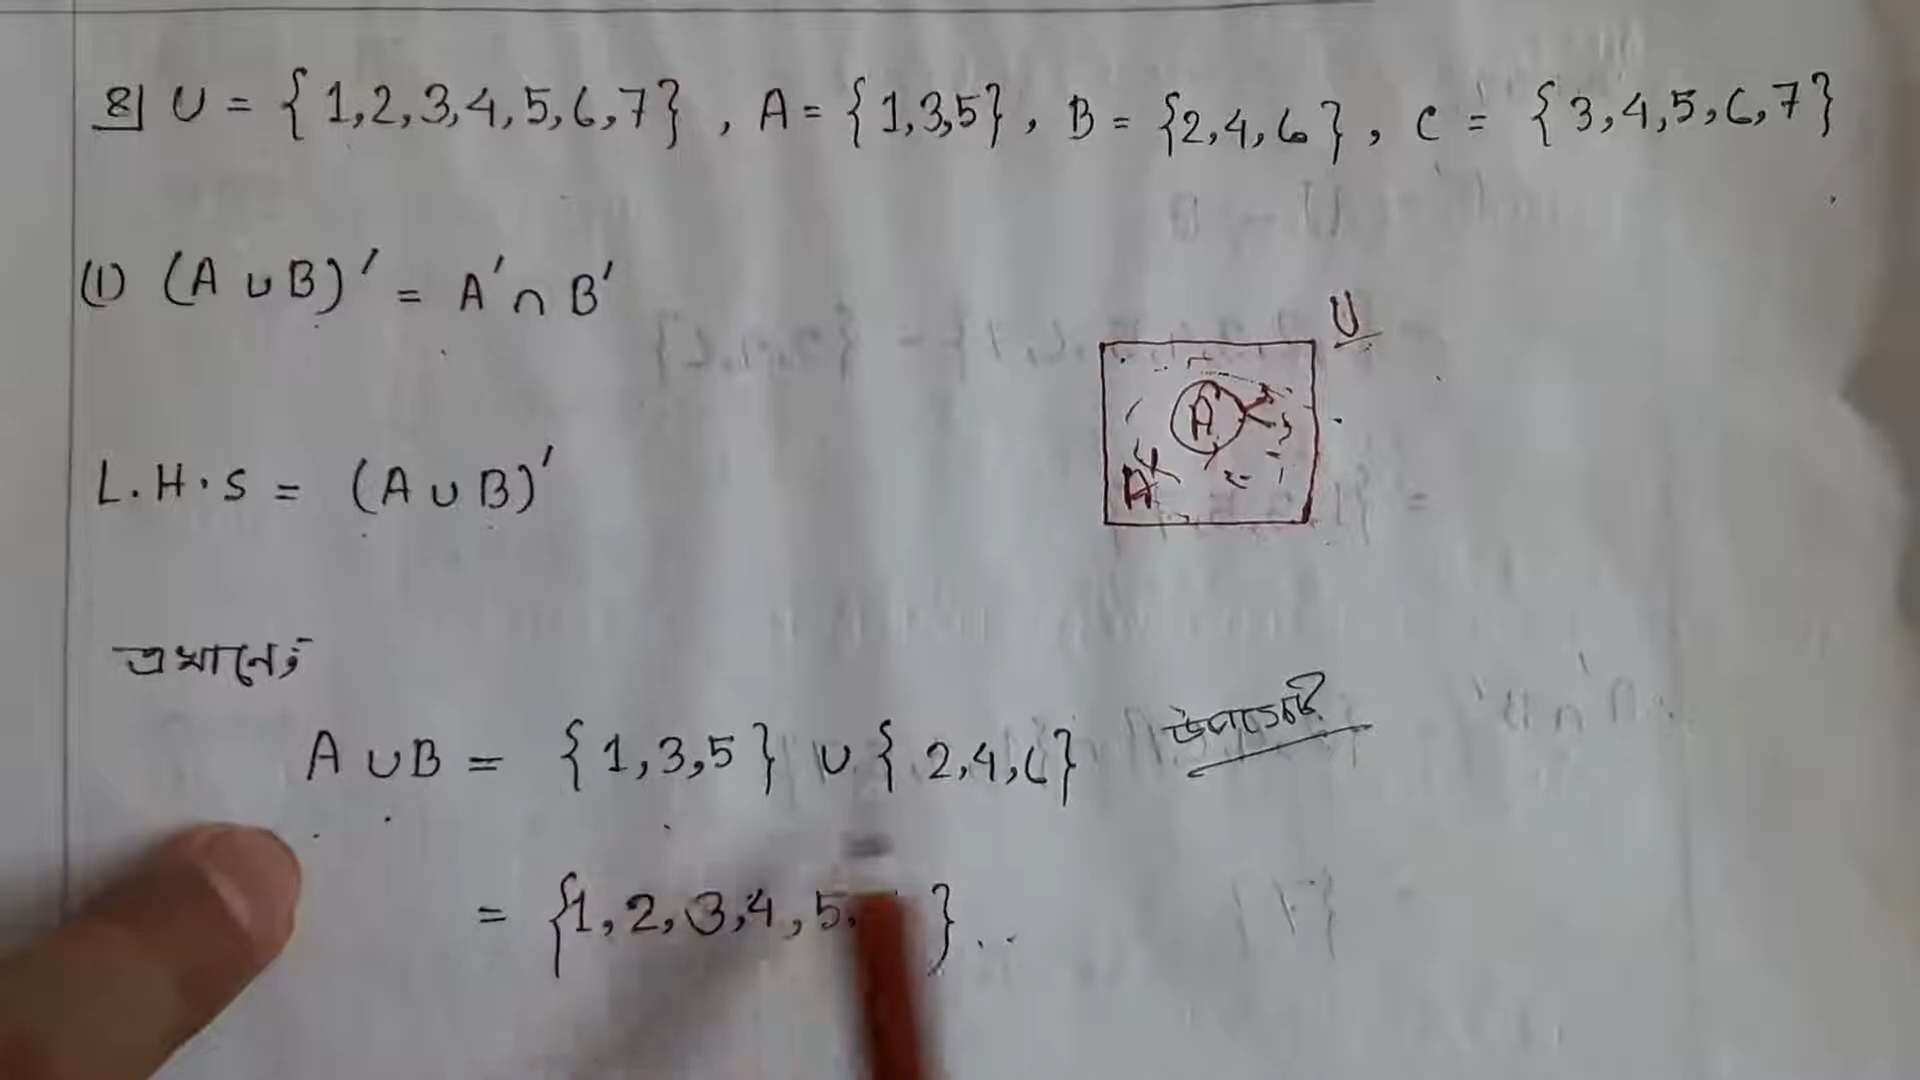 ৪| U = { 1,2,3,4,5,6,7 } , A = { 1,3,5 } , B = { 2,4,6 } , C = { 3,4,5,6,7 }
(1) (A ∪ B)′ = A′ ∩ B′
U
A
A′
L.H.S = (A ∪ B)′
এখানে,
A ∪ B = { 1,3,5 } ∪ { 2,4,6 }
= { 1, 2, 3, 4, 5, }